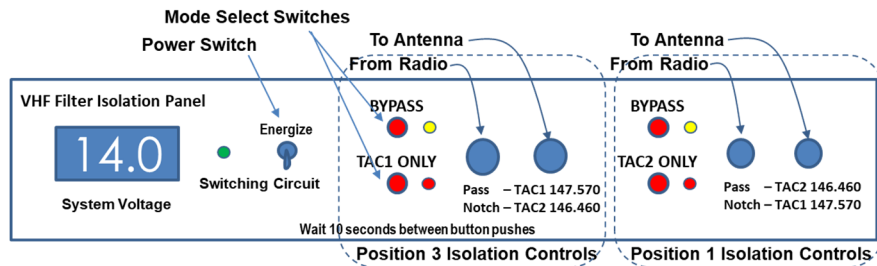 Mode Select Switches
Power Switch
To Antenna
From Radio
To Antenna
From Radio
VHF Filter Isolation Panel
14.0
System Voltage
Energize
Switching Circuit
BYPASS
TAC1 ONLY
Pass – TAC1 147.570
Notch – TAC2 146.460
Wait 10 seconds between button pushes
Position 3 Isolation Controls
BYPASS
TAC2 ONLY
Pass – TAC2 146.460
Notch – TAC1 147.570
Position 1 Isolation Controls